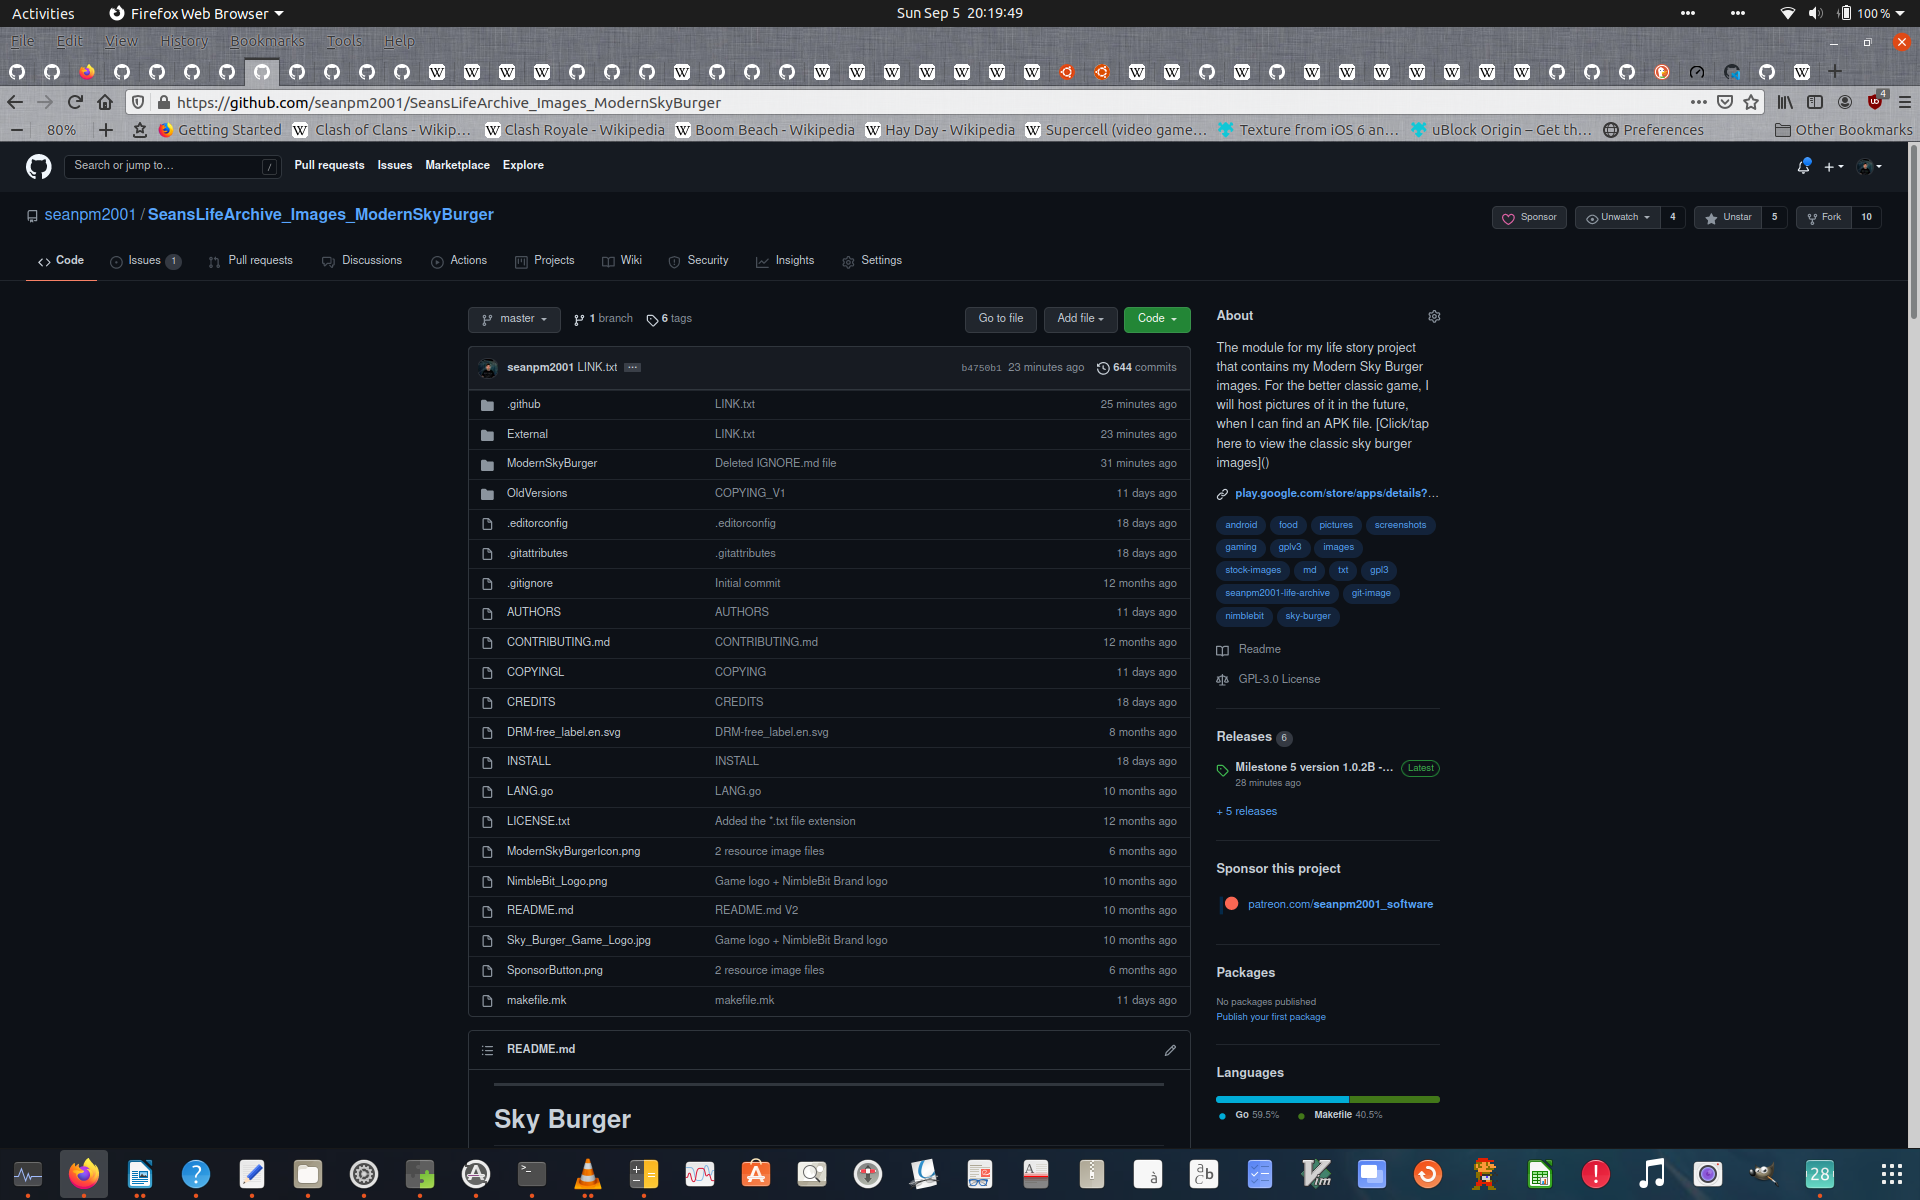 Activities Firefox Web Browser Sun Sep 5 20:19:49 100 %
File Edit View History Bookmarks Tools Help
https://github.com/seanpm2001/SeansLifeArchive_Images_ModernSkyBurger 4
80% Getting Started Clash of Clans - Wikip… Clash Royale - Wikipedia Boom Beach - Wikipedia Hay Day - Wikipedia Supercell (video game… Texture from iOS 6 an… uBlock Origin – Get th… Preferences Other Bookmarks
Search or jump to… / Pull requests Issues Marketplace Explore
seanpm2001 / SeansLifeArchive_Images_ModernSkyBurger Sponsor Unwatch 4 Unstar 5 Fork 10
Code Issues 1 Pull requests Discussions Actions Projects Wiki Security Insights Settings
master 1 branch 6 tags Go to file Add file Code
seanpm2001 LINK.txt ... b4750b1 23 minutes ago 644 commits
.github LINK.txt 25 minutes ago
External LINK.txt 23 minutes ago
ModernSkyBurger Deleted IGNORE.md file 31 minutes ago
OldVersions COPYING_V1 11 days ago
.editorconfig .editorconfig 18 days ago
.gitattributes .gitattributes 18 days ago
.gitignore Initial commit 12 months ago
AUTHORS AUTHORS 11 days ago
CONTRIBUTING.md CONTRIBUTING.md 12 months ago
COPYINGL COPYING 11 days ago
CREDITS CREDITS 18 days ago
DRM-free_label.en.svg DRM-free_label.en.svg 8 months ago
INSTALL INSTALL 18 days ago
LANG.go LANG.go 10 months ago
LICENSE.txt Added the *.txt file extension 12 months ago
ModernSkyBurgerIcon.png 2 resource image files 6 months ago
NimbleBit_Logo.png Game logo + NimbleBit Brand logo 10 months ago
README.md README.md V2 10 months ago
Sky_Burger_Game_Logo.jpg Game logo + NimbleBit Brand logo 10 months ago
SponsorButton.png 2 resource image files 6 months ago
makefile.mk makefile.mk 11 days ago
README.md
Sky Burger
About
The module for my life story project
that contains my Modern Sky Burger
images. For the better classic game, I
will host pictures of it in the future,
when I can find an APK file. [Click/tap
here to view the classic sky burger
images]()
play.google.com/store/apps/details?…
android food pictures screenshots
gaming gplv3 images
stock-images md txt gpl3
seanpm2001-life-archive git-image
nimblebit sky-burger
Readme
GPL-3.0 License
Releases 6
Milestone 5 version 1.0.2B -… Latest
28 minutes ago
+ 5 releases
Sponsor this project
patreon.com/seanpm2001_software
Packages
No packages published
Publish your first package
Languages
Go 59.5% Makefile 40.5%
28